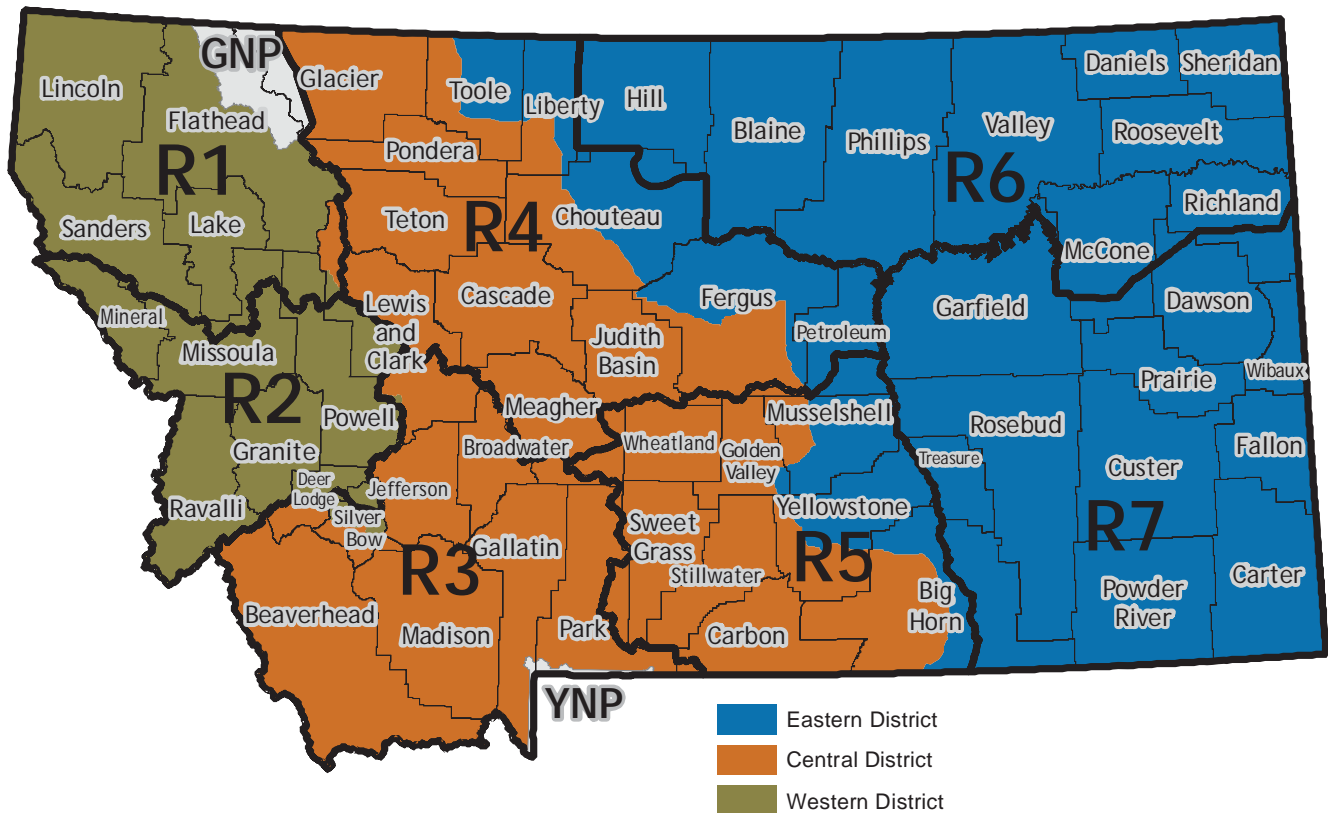 GNP
Lincoln
Glacier
Toole
Liberty
Hill
Blaine
Phillips
Valley
Daniels
Sheridan
Flathead
Roosevelt
Pondera
R1
R6
Sanders
Lake
Teton
R4
Chouteau
Richland
McCone
Mineral
Lewis
and
Clark
Cascade
Fergus
Garfield
Dawson
Missoula
Judith
Basin
Petroleum
R2
Powell
Meagher
Musselshell
Prairie
Wibaux
Granite
Broadwater
Wheatland
Golden
Valley
Rosebud
Treasure
Custer
Fallon
Deer
Lodge
Jefferson
Ravalli
Silver
Bow
Gallatin
Sweet
Grass
Yellowstone
R7
R3
Stillwater
R5
Big
Horn
Powder
River
Carter
Beaverhead
Madison
Park
Carbon
YNP
Eastern District
Central District
Western District